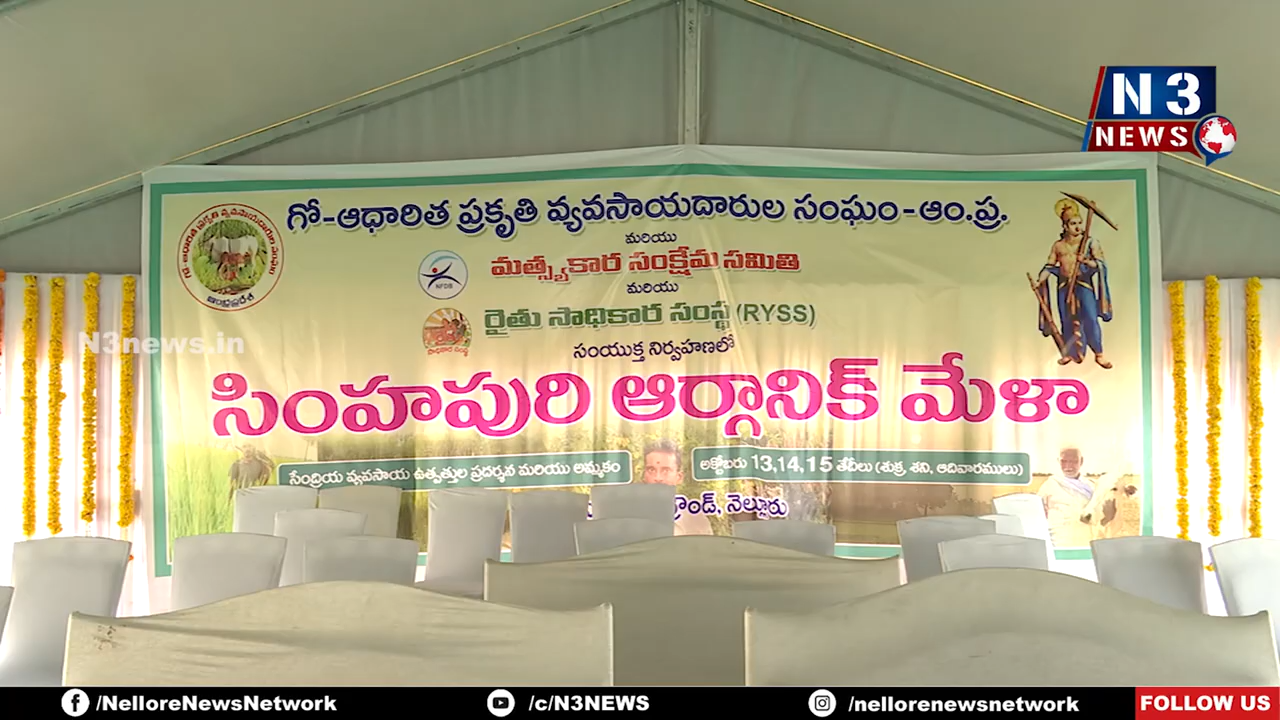 N3
NEWS
గో-ఆధారిత ప్రకృతి వ్యవసాయదారుల సంఘం-ఆం.ప్ర.
మరియు
NFDB
మత్స్యకార సంక్షేమ సమితి
మరియు
రైతు సాధికార సంస్థ (RYSS)
సంయుక్త నిర్వహణలో
N3news.in
సింహపురి ఆర్గానిక్ మేళా
సేంద్రియ వ్యవసాయ ఉత్పత్తుల ప్రదర్శన మరియు అమ్మకం
అక్టోబరు 13,14,15 తేదీలు (శుక్ర, శని, ఆదివారములు)
గ్రౌండ్, నెల్లూరు
/NelloreNewsNetwork
/c/N3NEWS
/nellorenewsnetwork
FOLLOW US